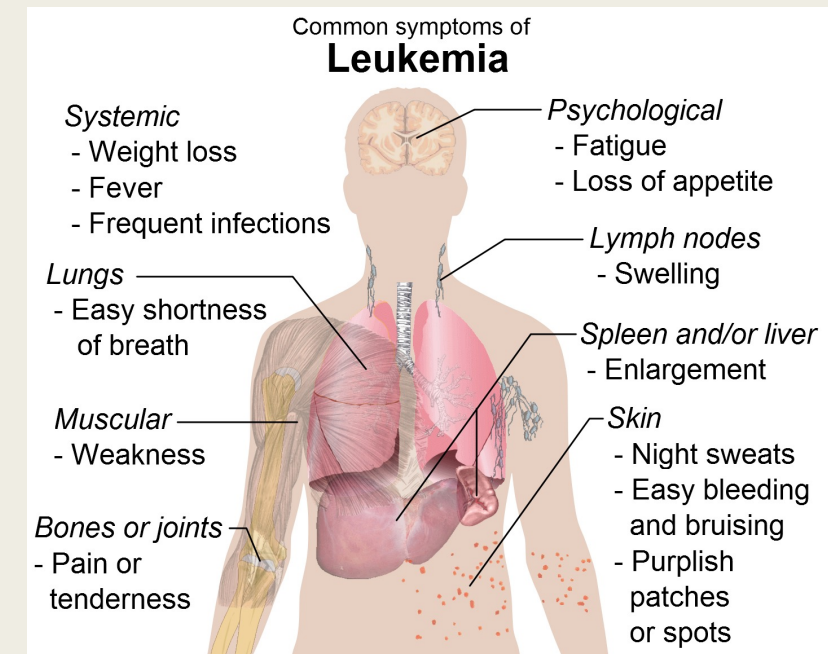 Common symptoms of
Leukemia
Systemic
- Weight loss
- Fever
- Frequent infections
Lungs
- Easy shortness
of breath
Muscular
- Weakness
Bones or joints
- Pain or
tenderness
Psychological
- Fatigue
- Loss of appetite
Lymph nodes
- Swelling
Spleen and/or liver
- Enlargement
Skin
- Night sweats
- Easy bleeding
and bruising
- Purplish
patches
or spots